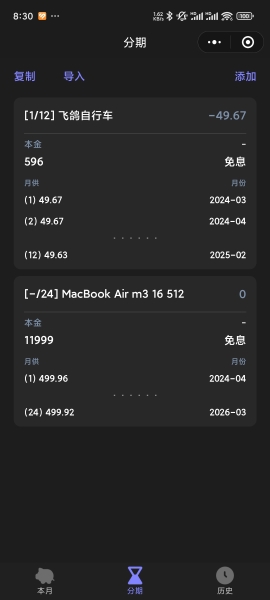 8:30 ••• 1.62 KB/s HD HD 100
分期
复制 导入 添加
[1/12] 飞鸽自行车 -49.67
本金 -
596 免息
月供 月份
(1) 49.67 2024-03
(2) 49.67 2024-04
······
(12) 49.63 2025-02
[-/24] MacBook Air m3 16 512 0
本金 -
11999 免息
月供 月份
(1) 499.96 2024-04
······
(24) 499.92 2026-03
本月 分期 历史